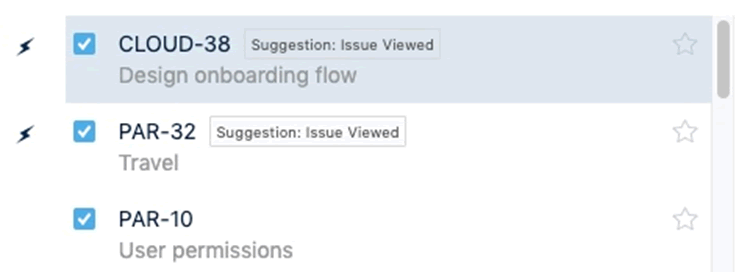 CLOUD-38 Suggestion: Issue Viewed
Design onboarding flow
PAR-32 Suggestion: Issue Viewed
Travel
PAR-10
User permissions